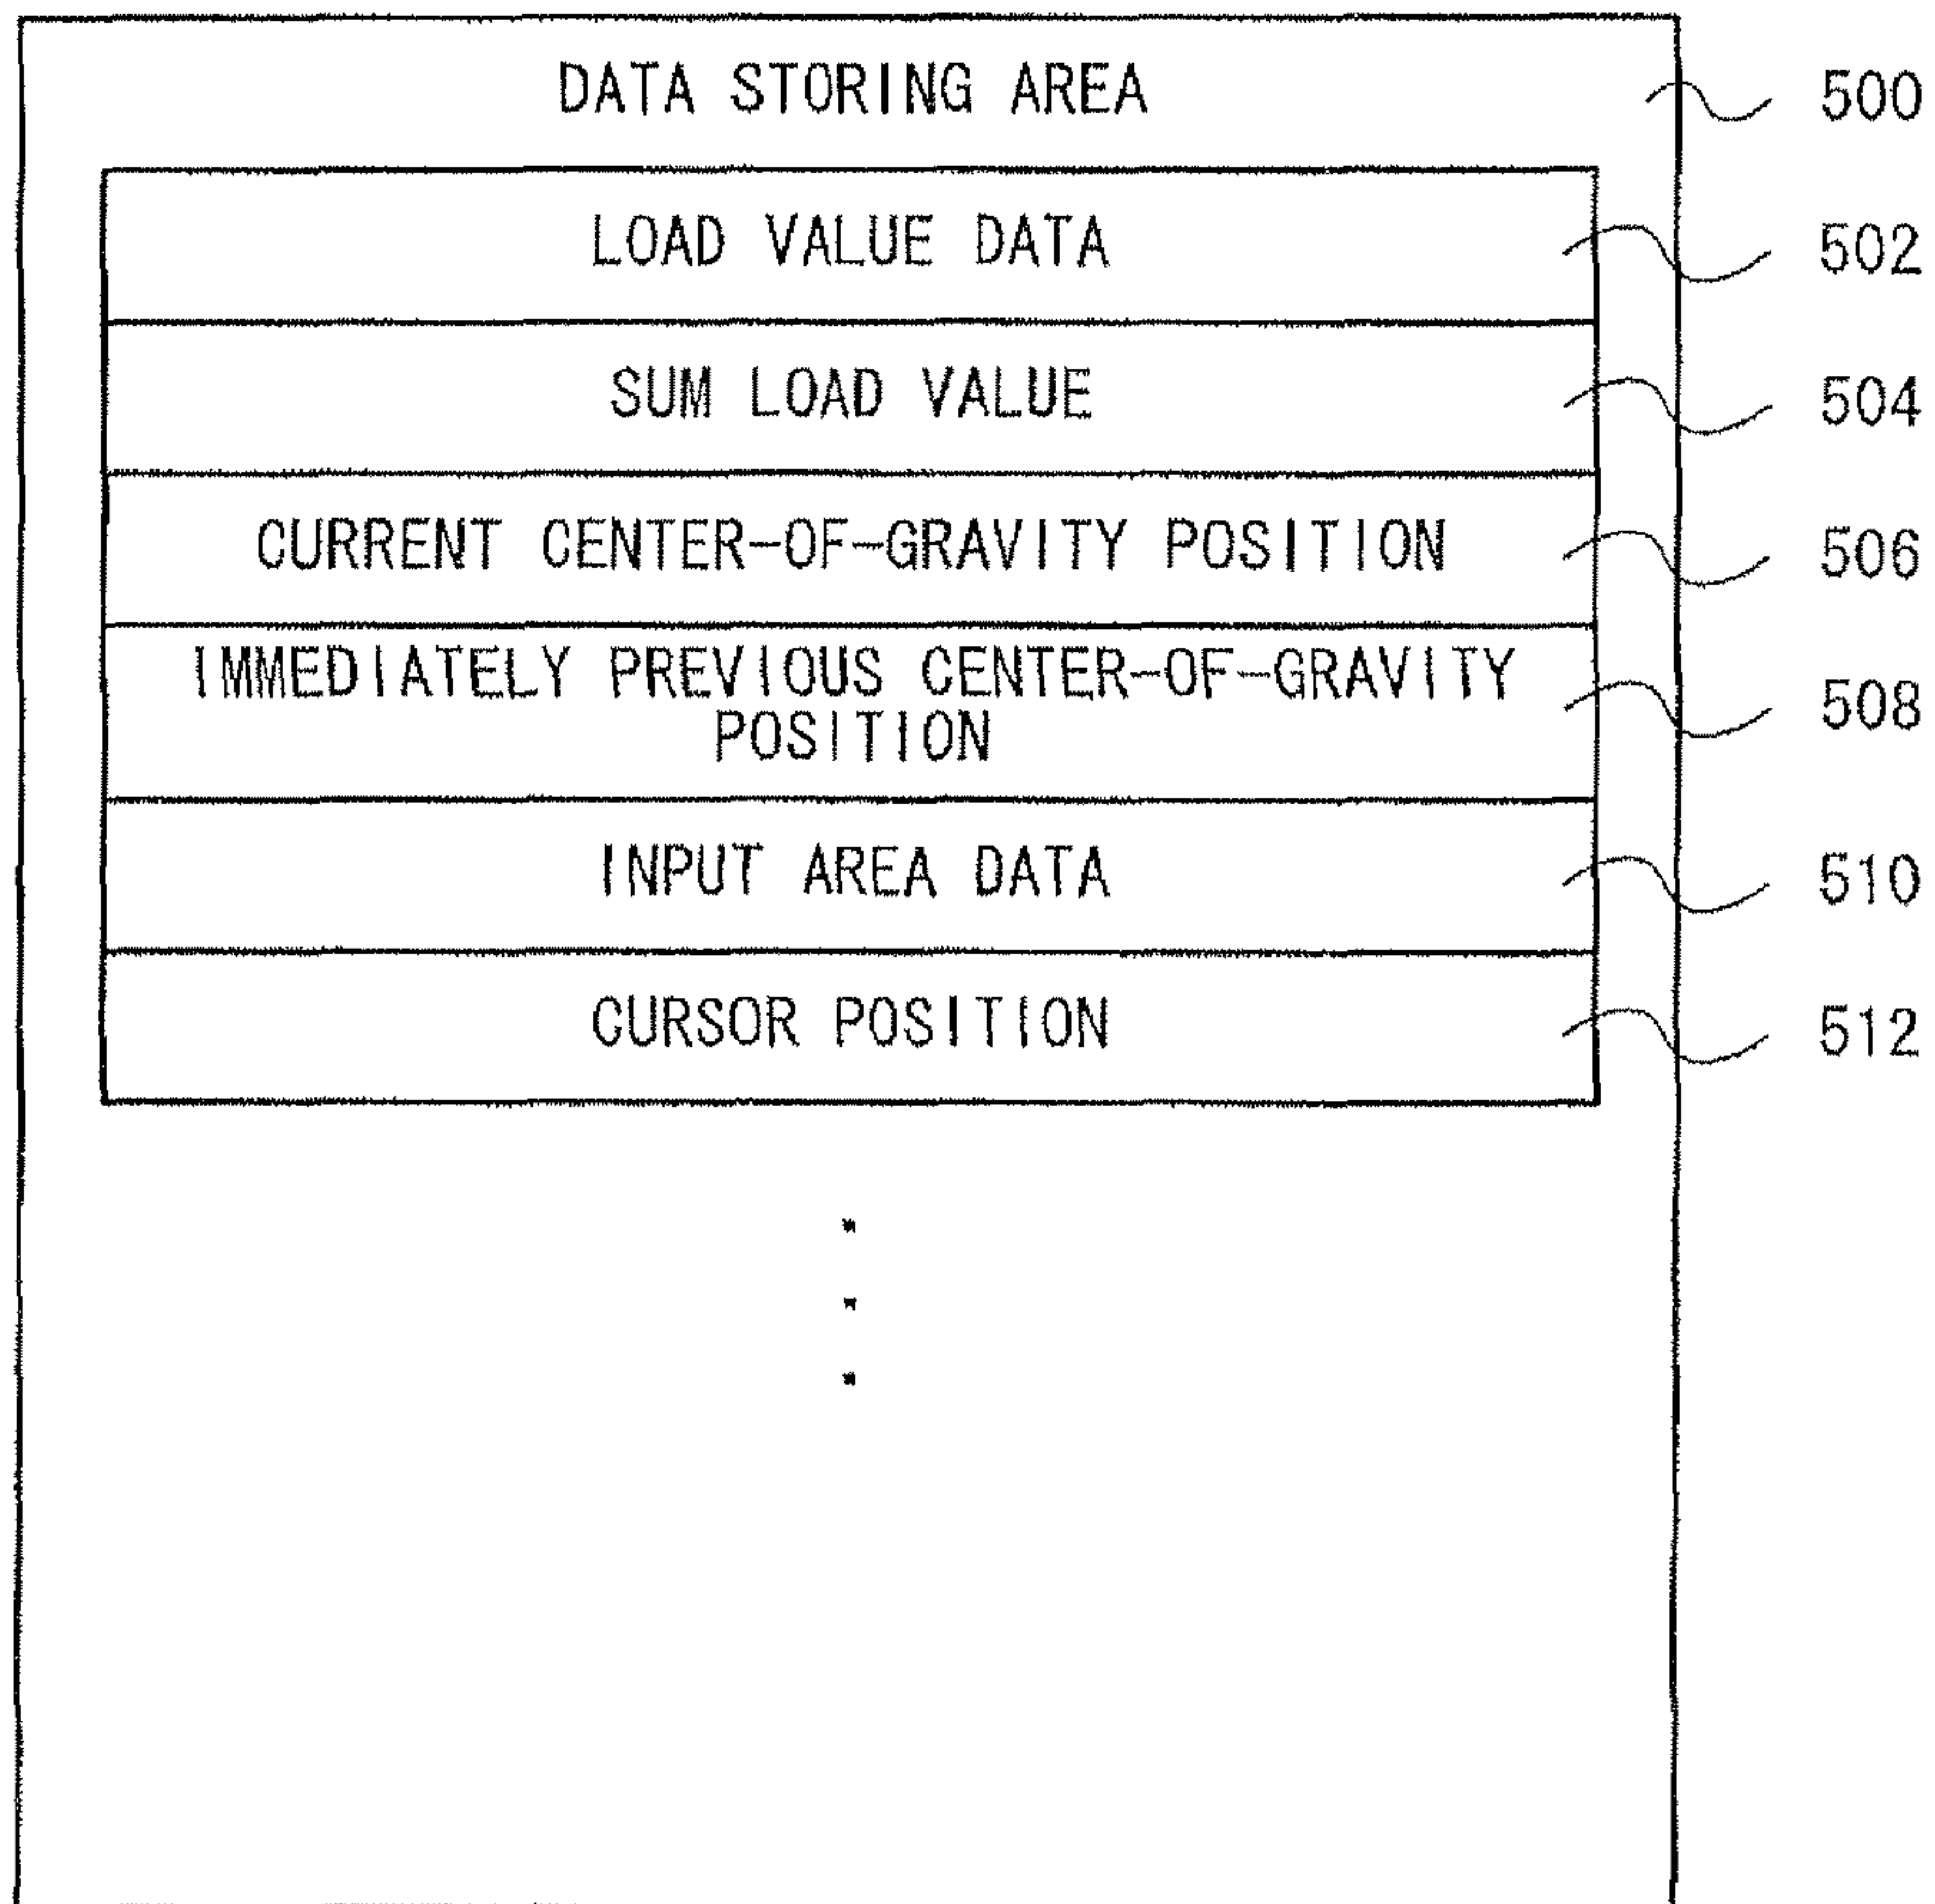 DATA STORING AREA 500
LOAD VALUE DATA 502
SUM LOAD VALUE 504
CURRENT CENTER-OF-GRAVITY POSITION 506
IMMEDIATELY PREVIOUS CENTER-OF-GRAVITY
POSITION 508
INPUT AREA DATA 510
CURSOR POSITION 512